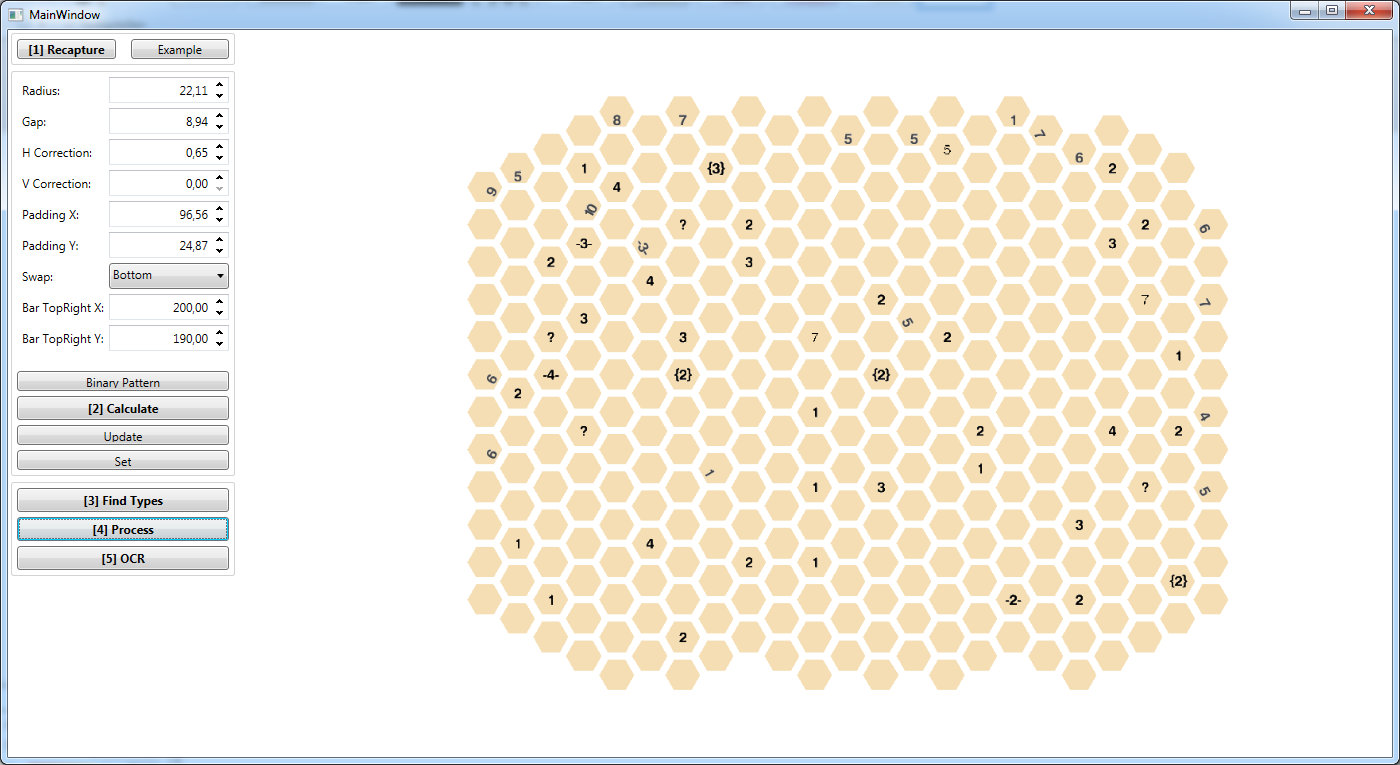 MainWindow
[1] Recapture Example
Radius: 22,11
Gap: 8,94
H Correction: 0,65
V Correction: 0,00
Padding X: 96,56
Padding Y: 24,87
Swap: Bottom
Bar TopRight X: 200,00
Bar TopRight Y: 190,00
Binary Pattern
[2] Calculate
Update
Set
[3] Find Types
[4] Process
[5] OCR
8 7 1
5 5 7
5
6
1 {3} 2
5
4
6
10
? 2 2 6
-3- -3- 3
2 3
4
2 7 7
3 5
? 3 7 2
1
6 -4- {2} {2}
2
1 4
? 2 4 2
6
1 1
1 3 ? 5
3
1 4
2 1
{2}
1 -2- 2
2